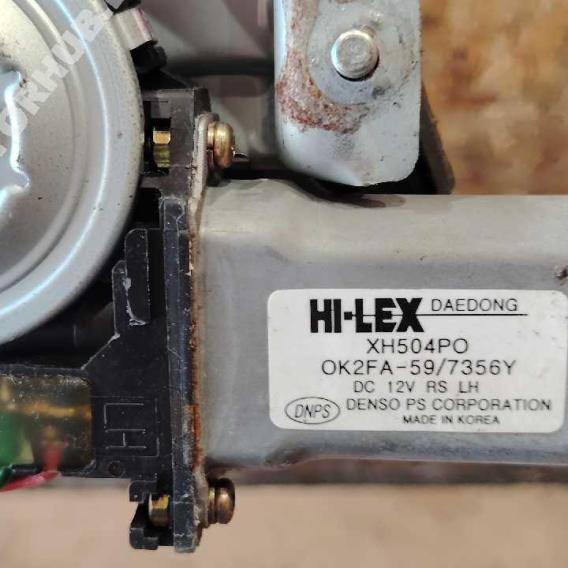 HI-LEX DAEDONG
XH504PO
OK2FA-59/7356Y
DC 12V RS LH
DNPS DENSO PS CORPORATION
MADE IN KOREA
LH